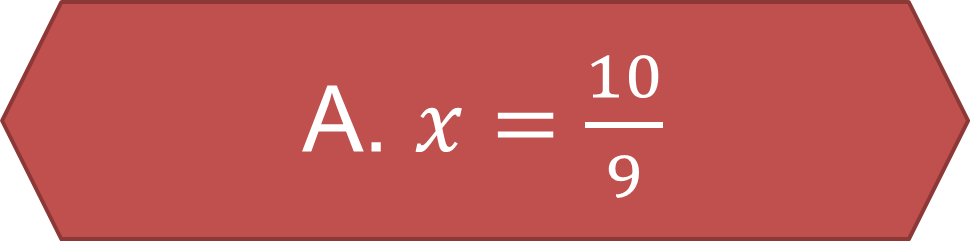 A. x = 10/9